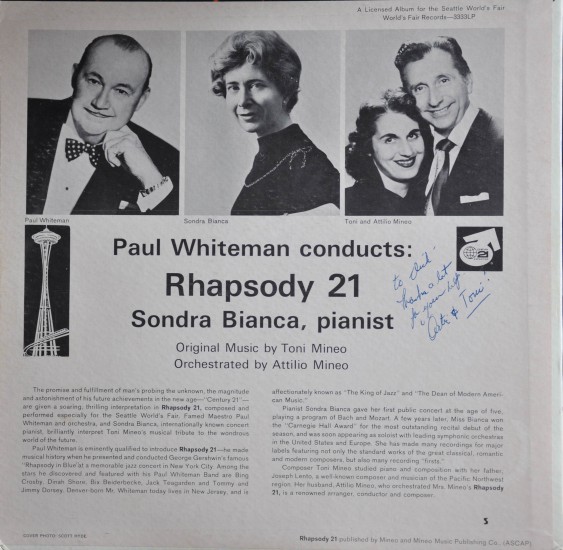 A Licensed Album for the Seattle World's Fair
World's Fair Records—3333LP
Paul Whiteman
Sondra Bianca
Toni and Attilio Mineo
Paul Whiteman conducts:
Rhapsody 21
Sondra Bianca, pianist
Original Music by Toni Mineo
Orchestrated by Attilio Mineo
21
to
thanks a lot
for your help
& Toni!
The promise and fulfillment of man's probing the unknown, the magnitude
and astonishment of his future achievements in the new age—"Century 21"—
are given a soaring, thrilling interpretation in Rhapsody 21, composed and
performed especially for the Seattle World's Fair. Famed Maestro Paul
Whiteman and orchestra, and Sondra Bianca, internationally known concert
pianist, brilliantly interpret Toni Mineo's musical tribute to the wondrous
world of the future.
Paul Whiteman is eminently qualified to introduce Rhapsody 21—he made
musical history when he presented and conducted George Gershwin's famous
"Rhapsody in Blue" at a memorable jazz concert in New York City. Among the
stars he discovered and featured with his Paul Whiteman Band are Bing
Crosby, Dinah Shore, Bix Beiderbecke, Jack Teagarden and Tommy and
Jimmy Dorsey. Denver-born Mr. Whiteman today lives in New Jersey, and is
affectionately known as "The King of Jazz" and "The Dean of Modern Ameri-
can Music."
Pianist Sondra Bianca gave her first public concert at the age of five,
playing a program of Bach and Mozart. A few years later, Miss Bianca won
the "Carnegie Hall Award" for the most outstanding recital debut of the
season, and was soon appearing as soloist with leading symphonic orchestras
in the United States and Europe. She has made many recordings for major
labels featuring not only the standard works of the great classical, romantic
and modern composers, but also many recording "firsts."
Composer Toni Mineo studied piano and composition with her father,
Joseph Lento, a well-known composer and musician of the Pacific Northwest
region. Her husband, Attilio Mineo, who orchestrated Mrs. Mineo's Rhapsody
21, is a renowned arranger, conductor and composer.
S
COVER PHOTO: SCOTT HYDE
Rhapsody 21 published by Mineo and Mineo Music Publishing Co., (ASCAP)